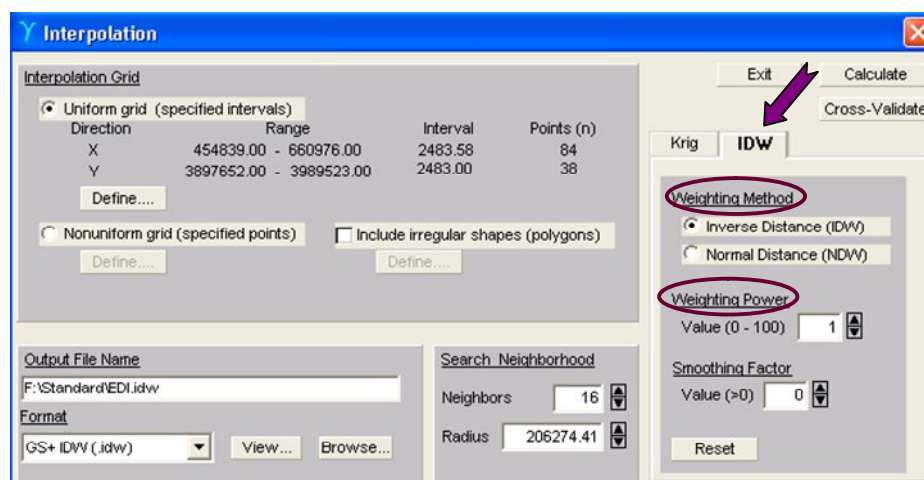 Interpolation
Interpolation Grid
Uniform grid (specified intervals)
Direction Range Interval Points (n)
X 454839.00 - 660976.00 2483.58 84
Y 3897652.00 - 3989523.00 2483.00 38
Define....
Nonuniform grid (specified points)
Include irregular shapes (polygons)
Define....
Define....
Output File Name
F:\Standard\EDI.idw
Format
GS+ IDW (.idw)
View...
Browse...
Search Neighborhood
Neighbors 16
Radius 206274.41
Exit
Calculate
Cross-Validate
Krig
IDW
Weighting Method
Inverse Distance (IDW)
Normal Distance (NDW)
Weighting Power
Value (0 - 100) 1
Smoothing Factor
Value (>0) 0
Reset